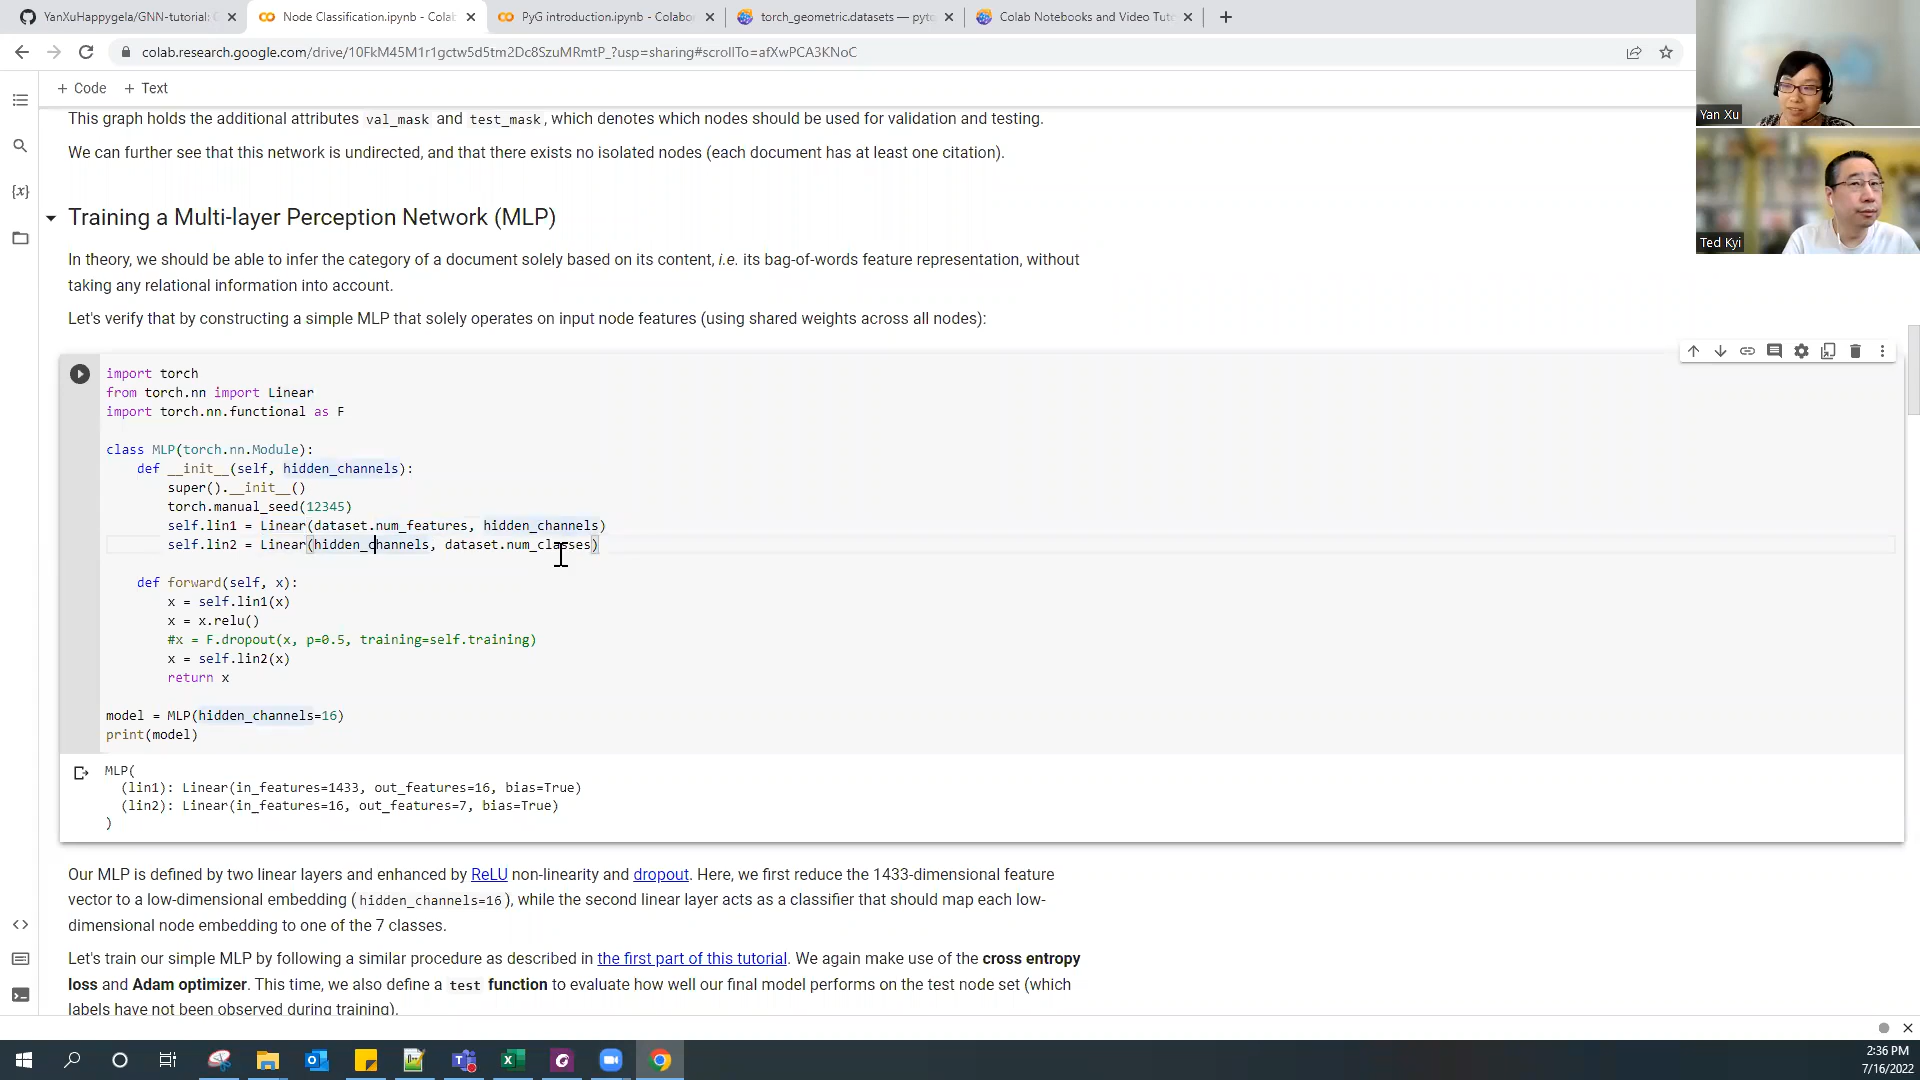 YanXuHappygela/GNN-tutorial:
Node Classification.ipynb - Colab
PyG introduction.ipynb - Colabo
torch_geometric.datasets — pyto
Colab Notebooks and Video Tut
colab.research.google.com/drive/10FkM45M1r1gctw5d5tm2Dc8SzuMRmtP_?usp=sharing#scrollTo=afXwPCA3KNoC
+ Code + Text
This graph holds the additional attributes val_mask and test_mask, which denotes which nodes should be used for validation and testing.
We can further see that this network is undirected, and that there exists no isolated nodes (each document has at least one citation).
Training a Multi-layer Perception Network (MLP)
In theory, we should be able to infer the category of a document solely based on its content, i.e. its bag-of-words feature representation, without
taking any relational information into account.
Let's verify that by constructing a simple MLP that solely operates on input node features (using shared weights across all nodes):
import torch
from torch.nn import Linear
import torch.nn.functional as F
class MLP(torch.nn.Module):
def __init__(self, hidden_channels):
super().__init__()
torch.manual_seed(12345)
self.lin1 = Linear(dataset.num_features, hidden_channels)
self.lin2 = Linear(hidden_channels, dataset.num_classes)
def forward(self, x):
x = self.lin1(x)
x = x.relu()
#x = F.dropout(x, p=0.5, training=self.training)
x = self.lin2(x)
return x
model = MLP(hidden_channels=16)
print(model)
MLP(
(lin1): Linear(in_features=1433, out_features=16, bias=True)
(lin2): Linear(in_features=16, out_features=7, bias=True)
)
Our MLP is defined by two linear layers and enhanced by ReLU non-linearity and dropout. Here, we first reduce the 1433-dimensional feature
vector to a low-dimensional embedding (hidden_channels=16), while the second linear layer acts as a classifier that should map each low-
dimensional node embedding to one of the 7 classes.
Let's train our simple MLP by following a similar procedure as described in the first part of this tutorial. We again make use of the cross entropy
loss and Adam optimizer. This time, we also define a test function to evaluate how well our final model performs on the test node set (which
labels have not been observed during training).
Yan Xu
Ted Kyi
2:36 PM
7/16/2022